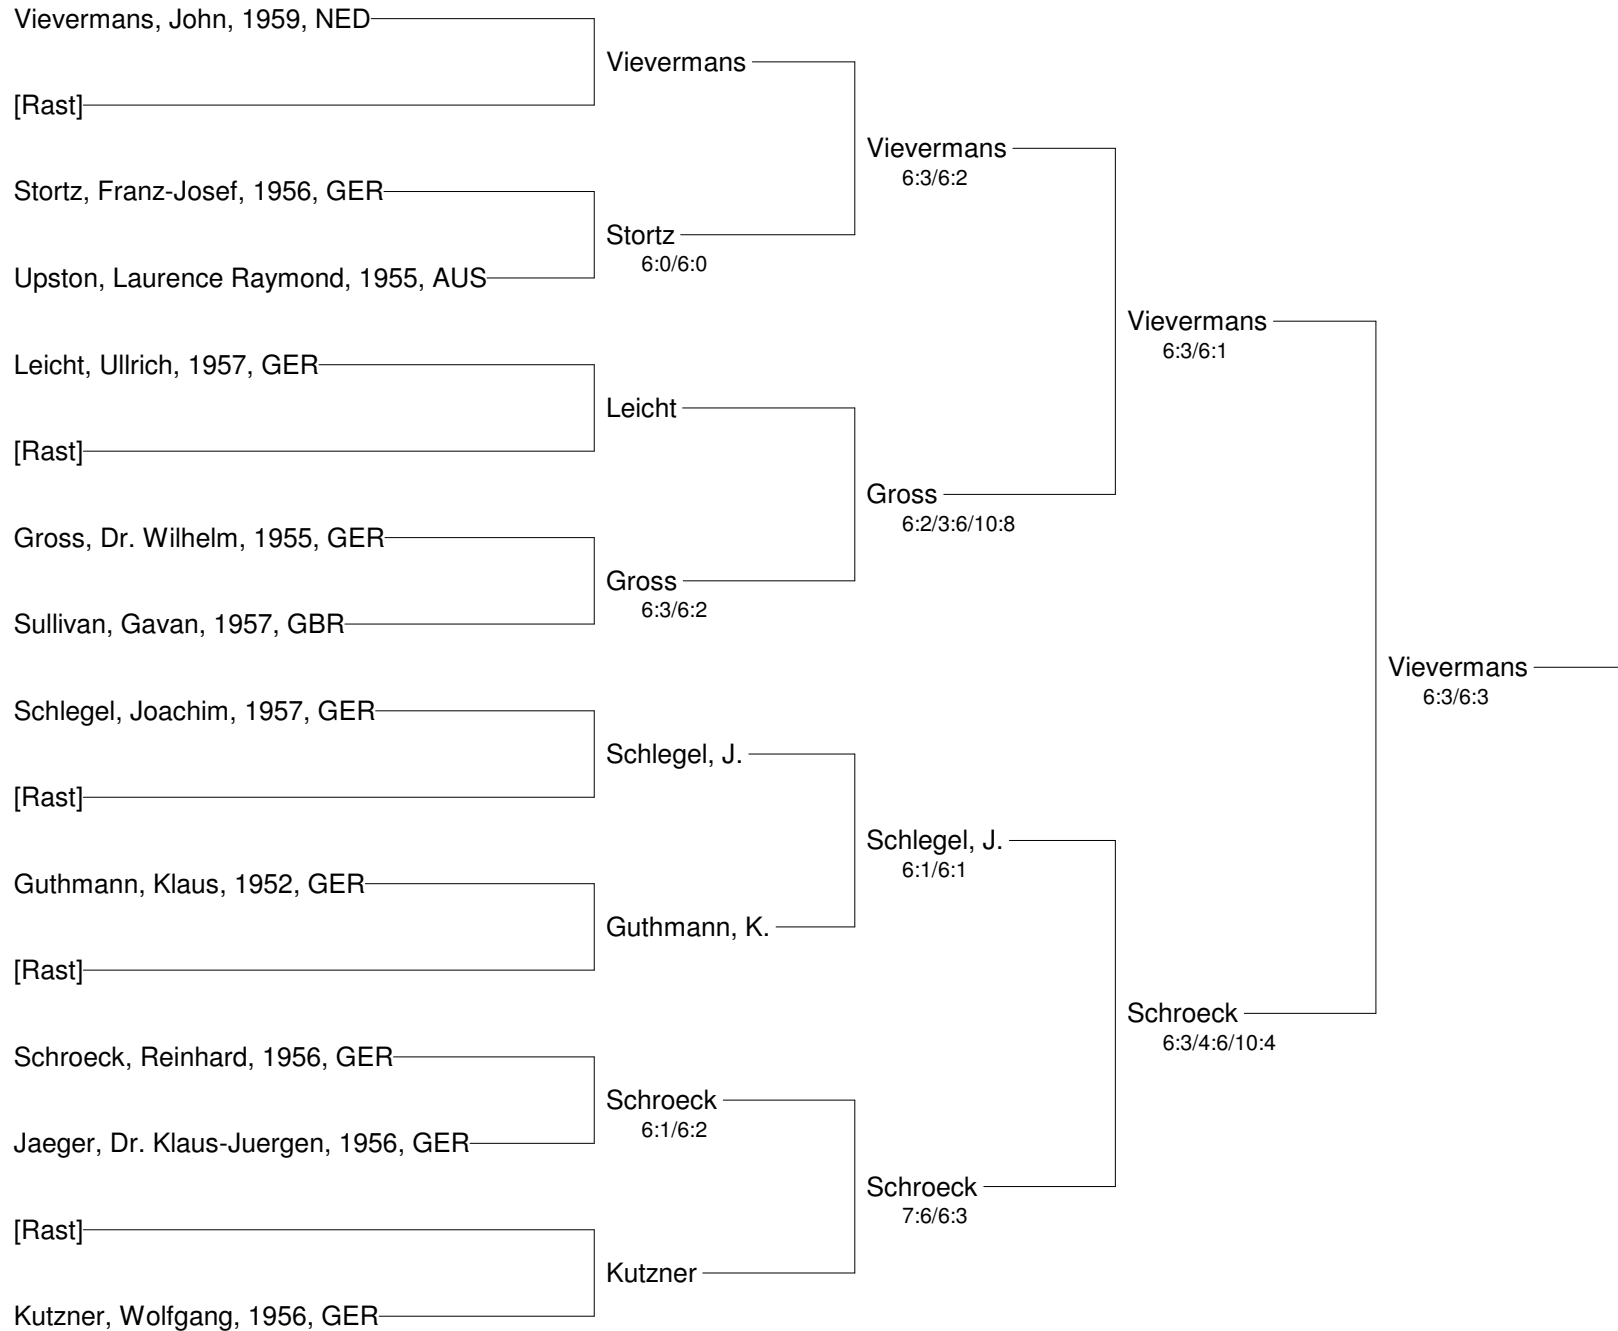 Vievermans, John, 1959, NED
[Rast]
Stortz, Franz-Josef, 1956, GER
Upston, Laurence Raymond, 1955, AUS
Leicht, Ullrich, 1957, GER
[Rast]
Gross, Dr. Wilhelm, 1955, GER
Sullivan, Gavan, 1957, GBR
Schlegel, Joachim, 1957, GER
[Rast]
Guthmann, Klaus, 1952, GER
[Rast]
Schroeck, Reinhard, 1956, GER
Jaeger, Dr. Klaus-Juergen, 1956, GER
[Rast]
Kutzner, Wolfgang, 1956, GER
Vievermans
Stortz
6:0/6:0
Leicht
Gross
6:3/6:2
Schlegel, J.
Guthmann, K.
Schroeck
6:1/6:2
Kutzner
Vievermans
6:3/6:2
Gross
6:2/3:6/10:8
Schlegel, J.
6:1/6:1
Schroeck
7:6/6:3
Vievermans
6:3/6:1
Schroeck
6:3/4:6/10:4
Vievermans
6:3/6:3